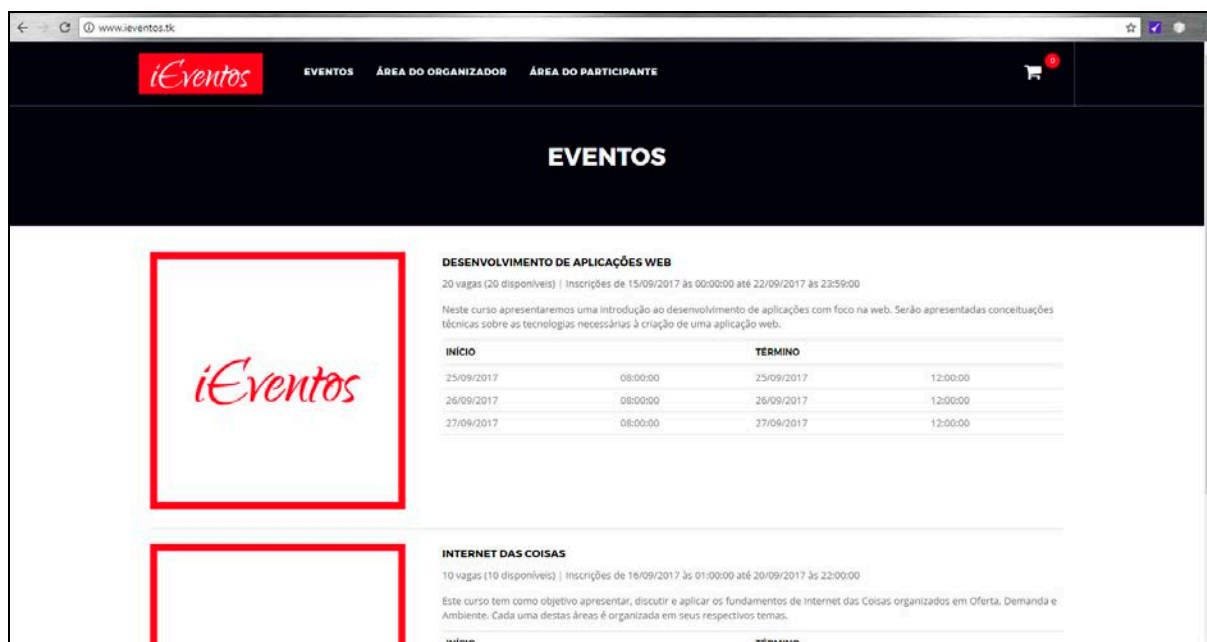 www.ieventos.tk
iEventos EVENTOS ÁREA DO ORGANIZADOR ÁREA DO PARTICIPANTE 0
EVENTOS
iEventos
DESENVOLVIMENTO DE APLICAÇÕES WEB
20 vagas (20 disponíveis) | Inscrições de 15/09/2017 às 00:00:00 até 22/09/2017 às 23:59:00
Neste curso apresentaremos uma introdução ao desenvolvimento de aplicações com foco na web. Serão apresentadas conceituações
técnicas sobre as tecnologias necessárias à criação de uma aplicação web.
INÍCIO TÉRMINO
25/09/2017 08:00:00 25/09/2017 12:00:00
26/09/2017 08:00:00 26/09/2017 12:00:00
27/09/2017 08:00:00 27/09/2017 12:00:00
INTERNET DAS COISAS
10 vagas (10 disponíveis) | Inscrições de 16/09/2017 às 01:00:00 até 20/09/2017 às 22:00:00
Este curso tem como objetivo apresentar, discutir e aplicar os fundamentos de Internet das Coisas organizados em Oferta, Demanda e
Ambiente. Cada uma destas áreas é organizada em seus respectivos temas.
INÍCIO TÉRMINO